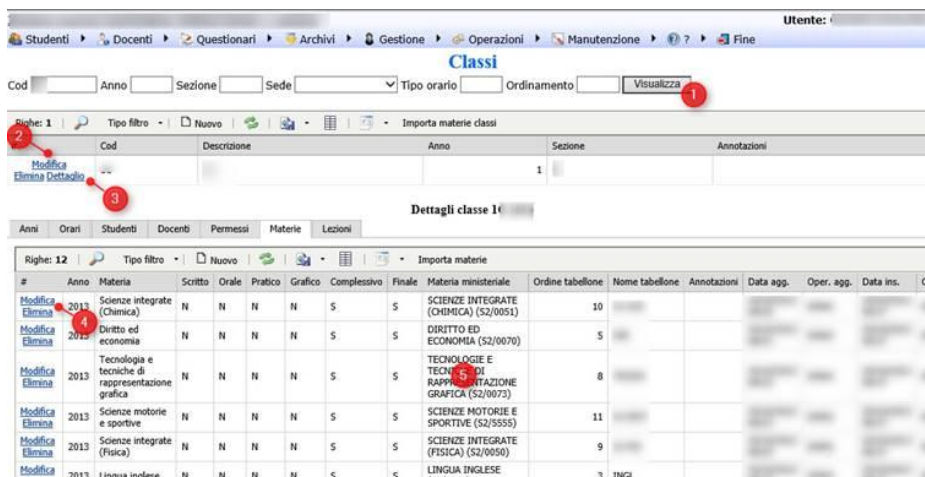 Utente:
Studenti Docenti Questionari Archivi Gestione Operazioni Manutenzione ? Fine
Classi
Cod Anno Sezione Sede Tipo orario Ordinamento Visualizza
1
Righe: 1 Tipo filtro Nuovo Importa materie classi
2
Cod Descrizione Anno Sezione Annotazioni
Modifica
Elimina Dettaglio 1
3
Dettagli classe 1
Anni Orari Studenti Docenti Permessi Materie Lezioni
Righe: 12 Tipo filtro Nuovo Importa materie
# Anno Materia Scritto Orale Pratico Grafico Complessivo Finale Materia ministeriale Ordine tabellone Nome tabellone Annotazioni Data agg. Oper. agg. Data ins.
Modifica Elimina 2013 Scienze integrate (Chimica) N N N N S S SCIENZE INTEGRATE (CHIMICA) (S2/0051) 10
4
Modifica Elimina 2013 Diritto ed economia N N N N S S DIRITTO ED ECONOMIA (S2/0070) 5
Modifica Elimina 2013 Tecnologia e tecniche di rappresentazione grafica N N N N S S TECNOLOGIE E TECNICHE DI RAPPRESENTAZIONE GRAFICA (S2/0073) 8
5
Modifica Elimina 2013 Scienze motorie e sportive N N N N S S SCIENZE MOTORIE E SPORTIVE (S2/5555) 11
Modifica Elimina 2013 Scienze integrate (Fisica) N N N N S S SCIENZE INTEGRATE (FISICA) (S2/0050) 9
Modifica 2013 Lingua inglese N N N N S S LINGUA INGLESE 3 INGL